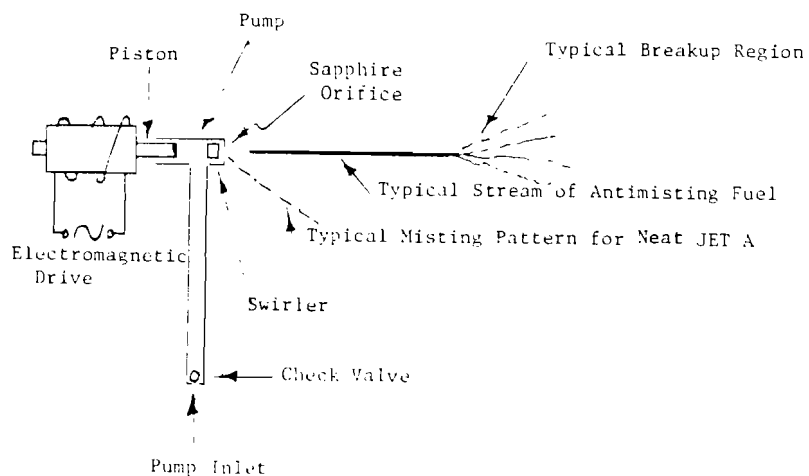 Pump
Piston
Typical Breakup Region
Sapphire
Orifice
Typical Stream of Antimisting Fuel
Typical Misting Pattern for Neat JET A
Electromagnetic
Drive
Swirler
Check Valve
Pump Inlet